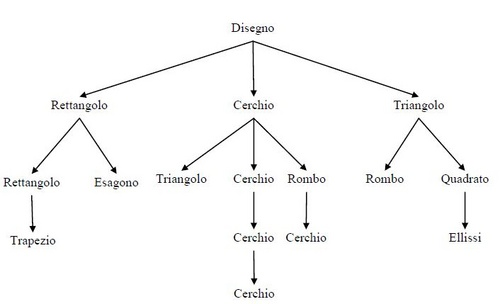 Disegno
Rettangolo Cerchio Triangolo
Rettangolo Esagono Triangolo Cerchio Rombo Rombo Quadrato
Trapezio Cerchio Cerchio Ellissi
Cerchio